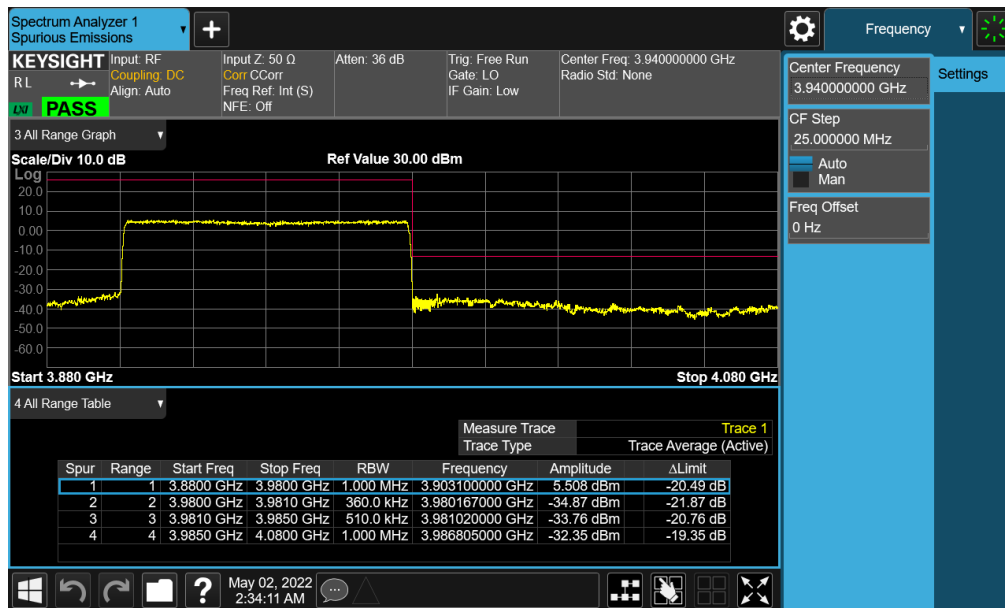 Spectrum Analyzer 1
Spurious Emissions
Frequency
KEYSIGHT
R L
LXI
PASS
Input: RF
Coupling: DC
Align: Auto
Input Z: 50 Ω
Corr CCorr
Freq Ref: Int (S)
NFE: Off
Atten: 36 dB
Trig: Free Run
Gate: LO
IF Gain: Low
Center Freq: 3.940000000 GHz
Radio Std: None
Center Frequency
3.940000000 GHz
Settings
CF Step
25.000000 MHz
Auto
Man
Freq Offset
0 Hz
3 All Range Graph
Scale/Div 10.0 dB
Ref Value 30.00 dBm
Log
20.0
10.0
0.00
-10.0
-20.0
-30.0
-40.0
-50.0
-60.0
Start 3.880 GHz
Stop 4.080 GHz
4 All Range Table
Measure Trace Trace 1
Trace Type Trace Average (Active)
Spur Range Start Freq Stop Freq RBW Frequency Amplitude ΔLimit
1 1 3.8800 GHz 3.9800 GHz 1.000 MHz 3.903100000 GHz 5.508 dBm -20.49 dB
2 2 3.9800 GHz 3.9810 GHz 360.0 kHz 3.980167000 GHz -34.87 dBm -21.87 dB
3 3 3.9810 GHz 3.9850 GHz 510.0 kHz 3.981020000 GHz -33.76 dBm -20.76 dB
4 4 3.9850 GHz 4.0800 GHz 1.000 MHz 3.986805000 GHz -32.35 dBm -19.35 dB
?
May 02, 2022
2:34:11 AM